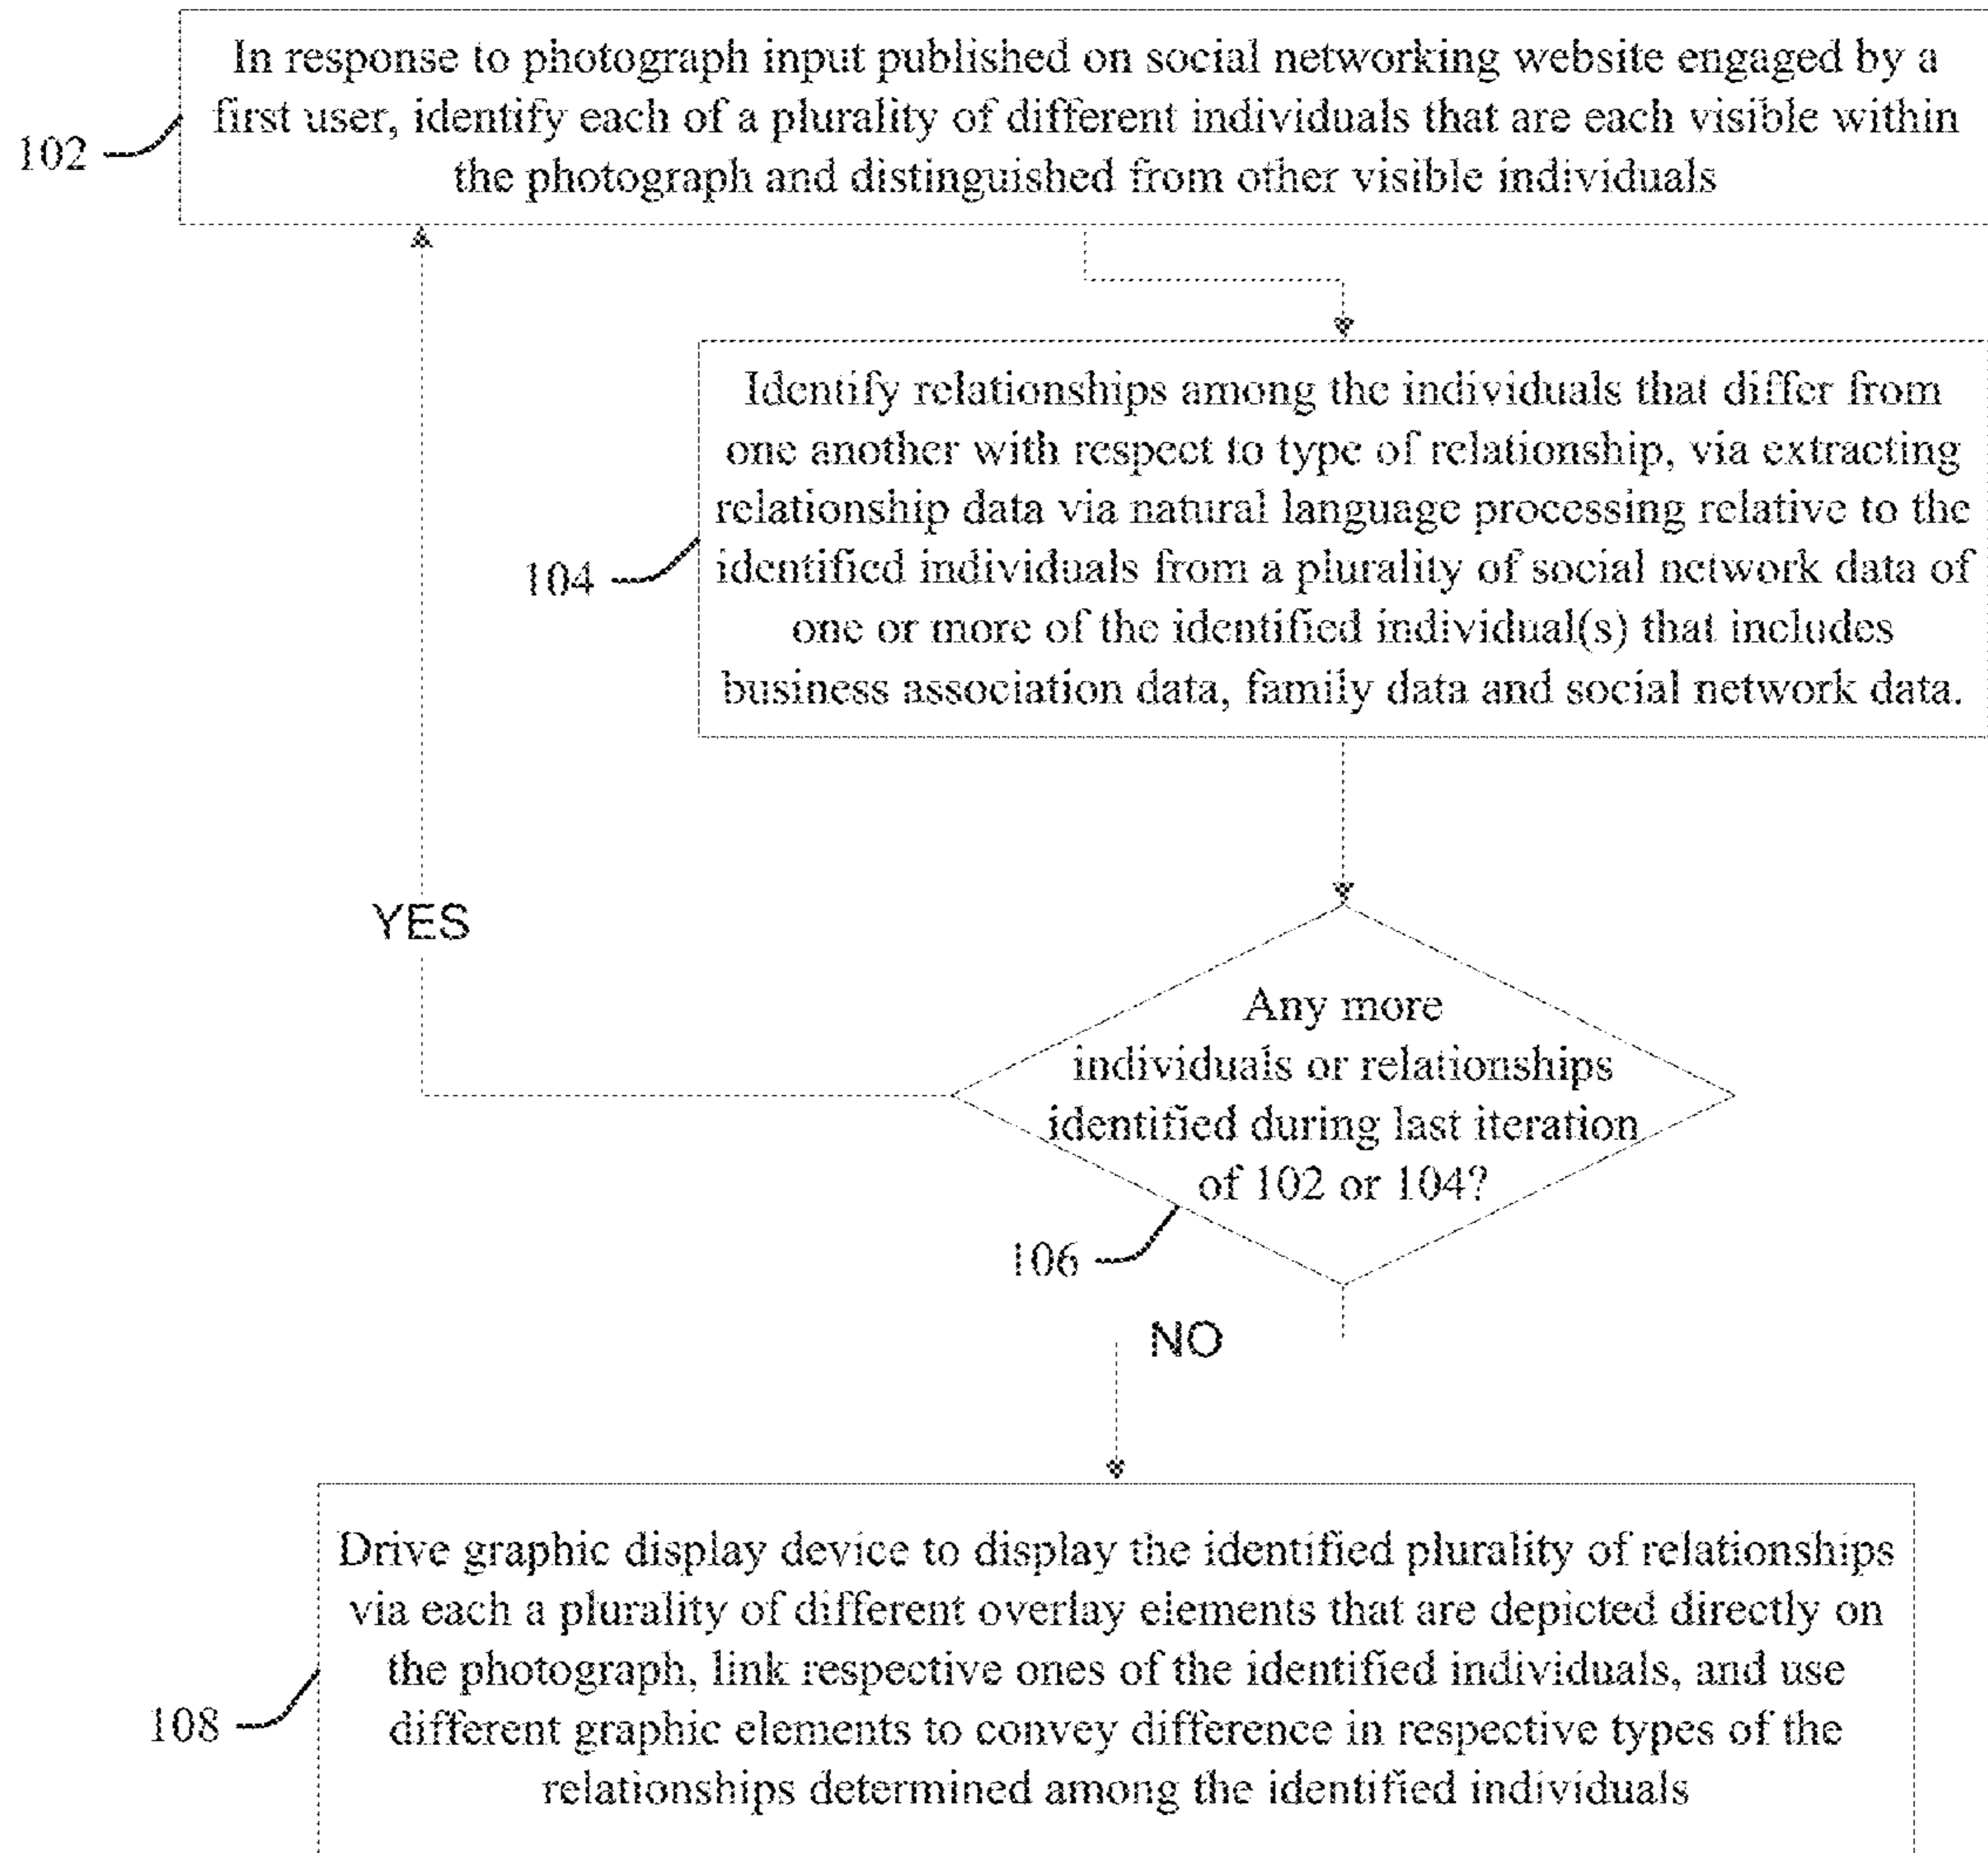 In response to photograph input published on social networking website engaged by a
first user, identify each of a plurality of different individuals that are each visible within
the photograph and distinguished from other visible individuals
102
Identify relationships among the individuals that differ from
one another with respect to type of relationship, via extracting
relationship data via natural language processing relative to the
identified individuals from a plurality of social network data of
one or more of the identified individual(s) that includes
business association data, family data and social network data.
104
YES
Any more
individuals or relationships
identified during last iteration
of 102 or 104?
106
NO
Drive graphic display device to display the identified plurality of relationships
via each a plurality of different overlay elements that are depicted directly on
the photograph, link respective ones of the identified individuals, and use
different graphic elements to convey difference in respective types of the
relationships determined among the identified individuals
108